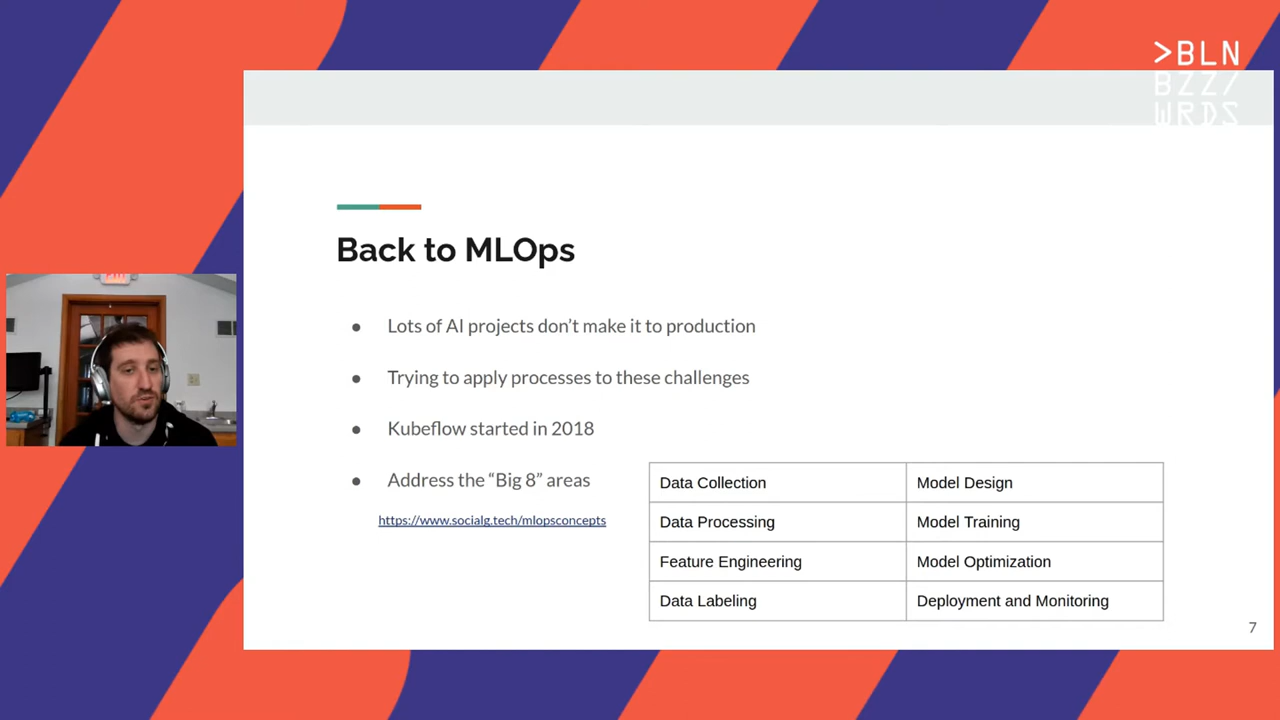 >BLN
BZZ/
WRDS
Back to MLOps
● Lots of AI projects don’t make it to production
● Trying to apply processes to these challenges
● Kubeflow started in 2018
● Address the “Big 8” areas
https://www.socialg.tech/mlopsconcepts
Data Collection Model Design
Data Processing Model Training
Feature Engineering Model Optimization
Data Labeling Deployment and Monitoring
7